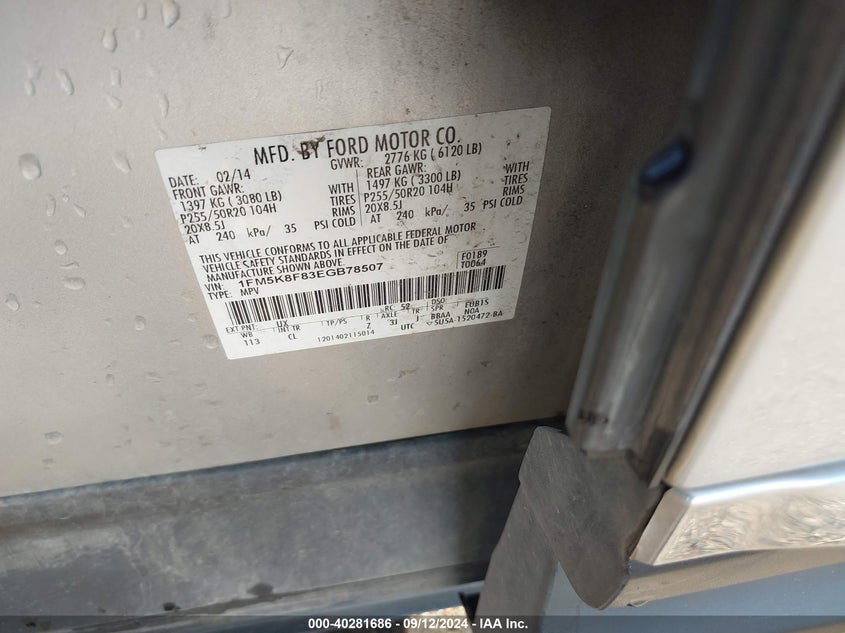 MFD. BY FORD MOTOR CO.
DATE: 02/14 GVWR: 2776 KG ( 6120 LB)
FRONT GAWR: REAR GAWR:
1397 KG ( 3080 LB) WITH 1497 KG ( 3300 LB) WITH
P255/50R20 104H TIRES P255/50R20 104H TIRES
20X8.5J RIMS 20X8.5J RIMS
AT 240 kPa/ 35 PSI COLD AT 240 kPa/ 35 PSI COLD
THIS VEHICLE CONFORMS TO ALL APPLICABLE FEDERAL MOTOR
VEHICLE SAFETY STANDARDS IN EFFECT ON THE DATE OF
MANUFACTURE SHOWN ABOVE.
VIN: 1FM5K8F83EGB78507 F0189
TYPE: MPV T0064
EXT PNT: UX RC: 52 DSO:
WB INT TR TP/PS R AXLE TR SPR FUB1S
113 CL Z 3J J BBAA N0A
1201402115014 UTC ▽5U5A-1520472-BA
000-40281686 - 09/12/2024 - IAA Inc.